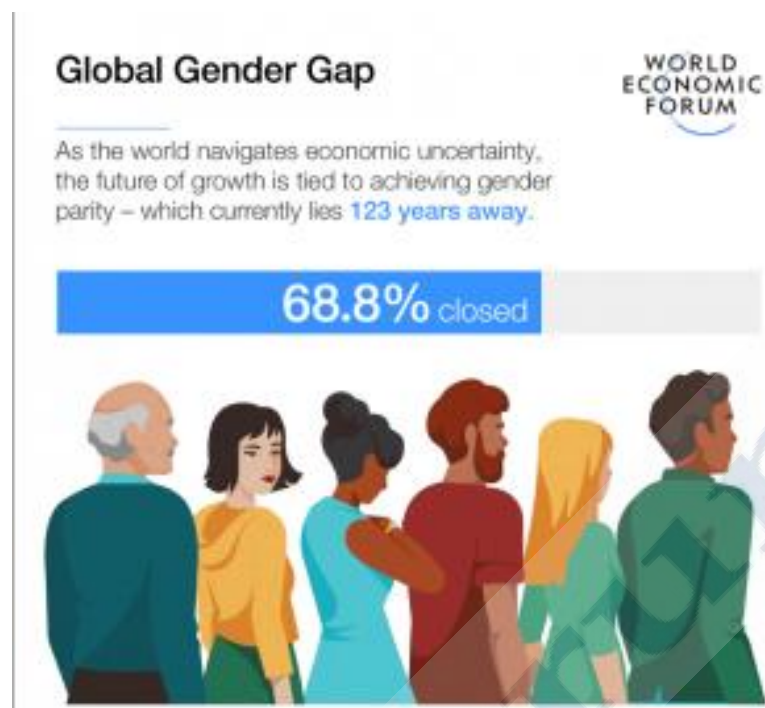 Global Gender Gap
WORLD
ECONOMIC
FORUM
As the world navigates economic uncertainty,
the future of growth is tied to achieving gender
parity – which currently lies 123 years away.
68.8% closed